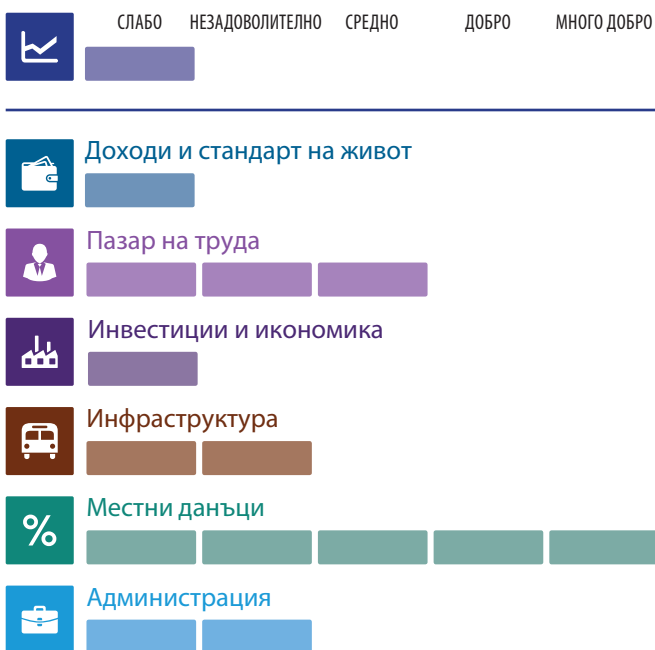 СЛАБО НЕЗАДОВОЛИТЕЛНО СРЕДНО ДОБРО МНОГО ДОБРО
Доходи и стандарт на живот
Пазар на труда
Инвестиции и икономика
Инфраструктура
Местни данъци
%
Администрация